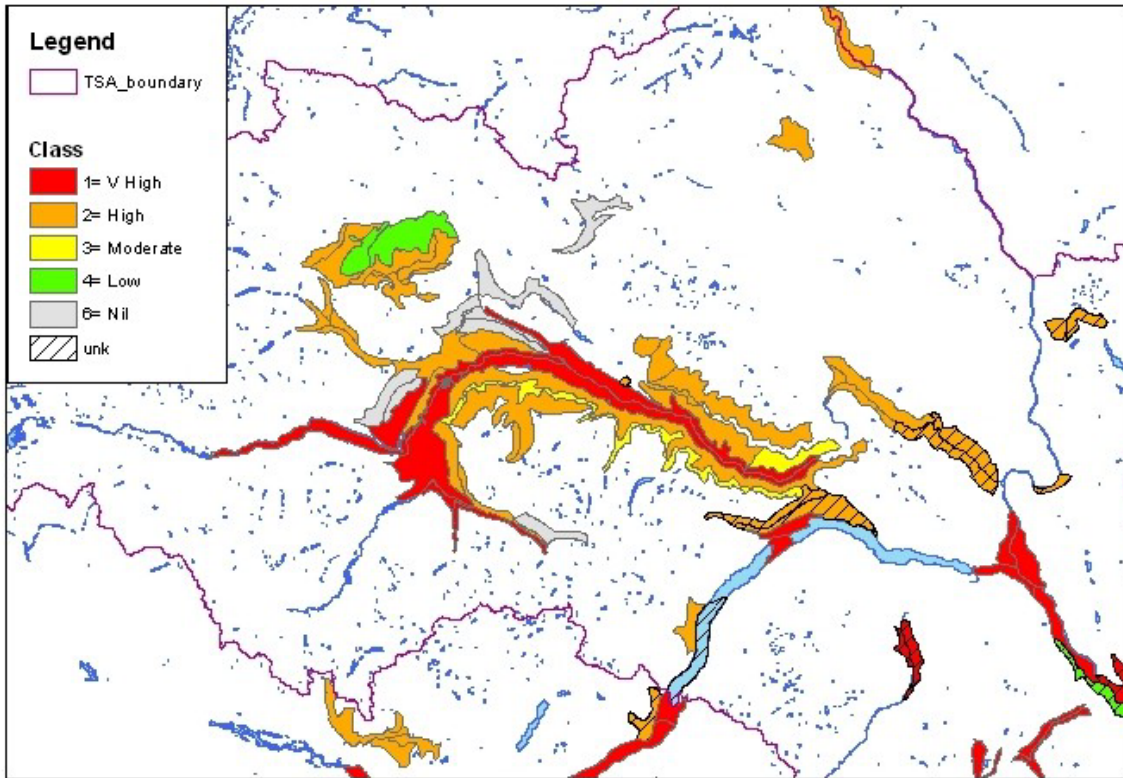 Legend
TSA_boundary
Class
1= V High
2= High
3= Moderate
4= Low
6= Nil
unk